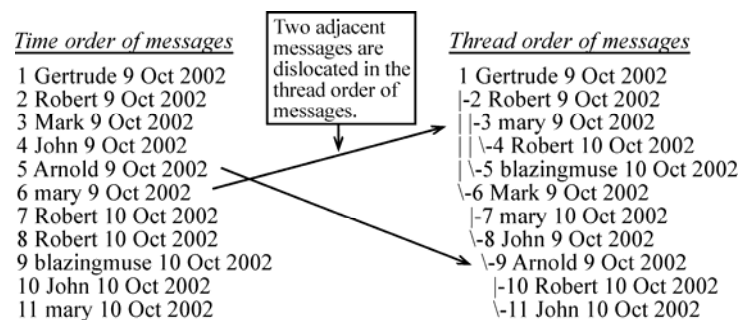 Time order of messages
1 Gertrude 9 Oct 2002
2 Robert 9 Oct 2002
3 Mark 9 Oct 2002
4 John 9 Oct 2002
5 Arnold 9 Oct 2002
6 mary 9 Oct 2002
7 Robert 10 Oct 2002
8 Robert 10 Oct 2002
9 blazingmuse 10 Oct 2002
10 John 10 Oct 2002
11 mary 10 Oct 2002
Two adjacent
messages are
dislocated in the
thread order of
messages.
Thread order of messages
1 Gertrude 9 Oct 2002
|-2 Robert 9 Oct 2002
| |-3 mary 9 Oct 2002
| | \-4 Robert 10 Oct 2002
| \-5 blazingmuse 10 Oct 2002
\-6 Mark 9 Oct 2002
|-7 mary 10 Oct 2002
\-8 John 9 Oct 2002
\-9 Arnold 9 Oct 2002
|-10 Robert 10 Oct 2002
\-11 John 10 Oct 2002